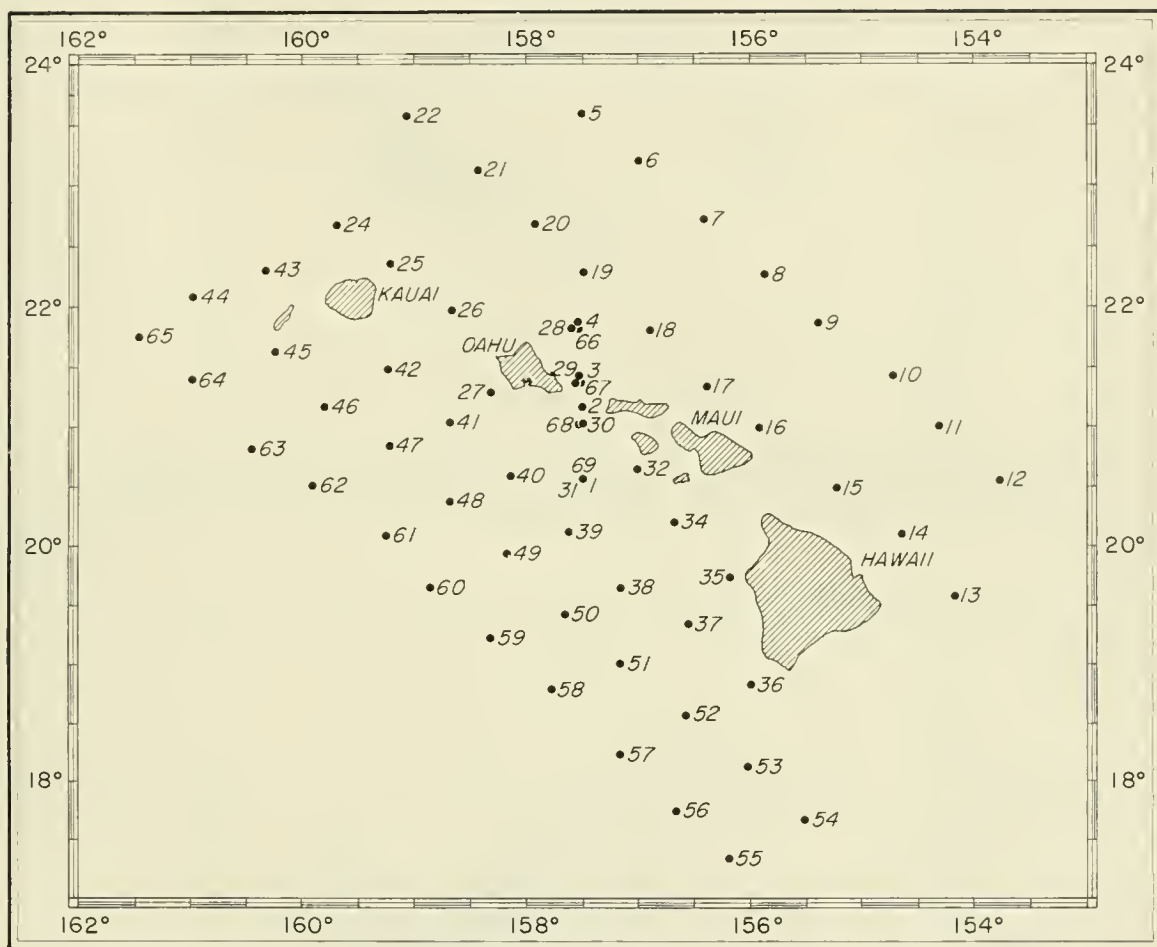 162° 160° 158° 156° 154°
24° 24°
22 5
6
21
7
24 20
43 25 19 8
44 KAUAI 26
22° 4 9 22°
28 18
65 66
45 OAHU
42 29 3 10
64 27 67 17
46 2
41 68 30 MAUI 16 11
63 47
40 69 32 12
62 31 1 15
48
61 39 34 14
20° 49 HAWAII 20°
60 38 35 13
50
59 37
51
58 36
52
57
18° 53 18°
56 54
55
162° 160° 158° 156° 154°